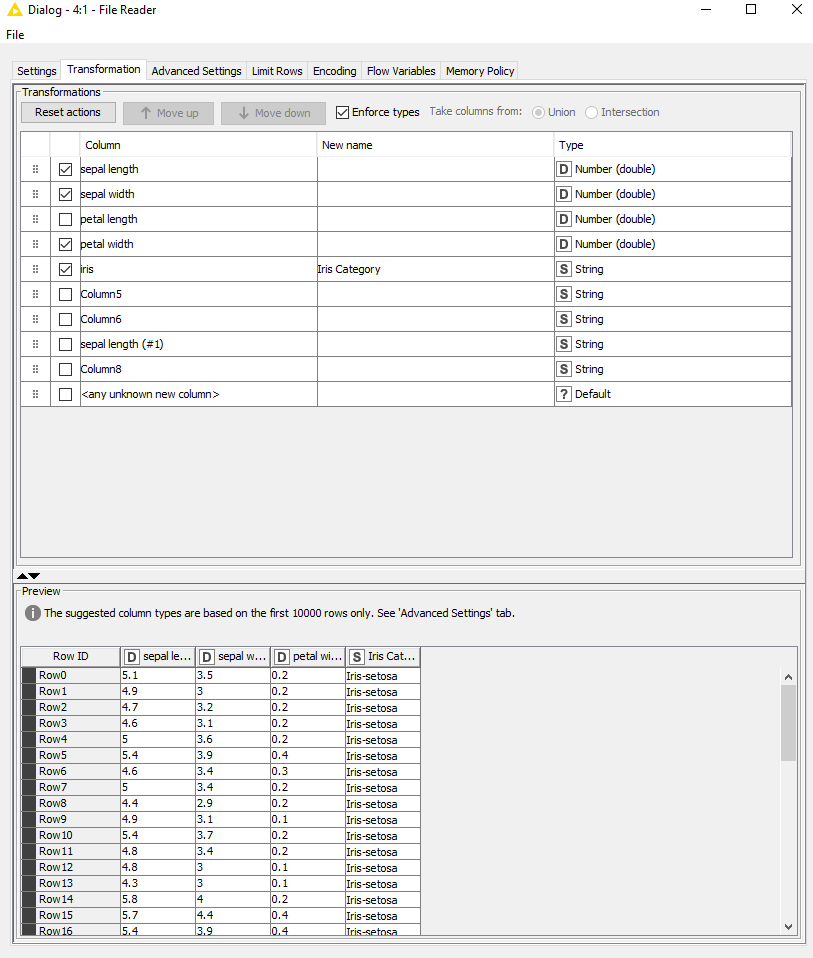 Dialog - 4:1 - File Reader
File
Settings Transformation Advanced Settings Limit Rows Encoding Flow Variables Memory Policy
Transformations
Reset actions Move up Move down Enforce types Take columns from: Union Intersection
Column New name Type
sepal length D Number (double)
sepal width D Number (double)
petal length D Number (double)
petal width D Number (double)
iris Iris Category S String
Column5 S String
Column6 S String
sepal length (#1) S String
Column8 S String
<any unknown new column> ? Default
Preview
i The suggested column types are based on the first 10000 rows only. See 'Advanced Settings' tab.
Row ID D sepal le... D sepal w... D petal wi... S Iris Cat...
Row0 5.1 3.5 0.2 Iris-setosa
Row1 4.9 3 0.2 Iris-setosa
Row2 4.7 3.2 0.2 Iris-setosa
Row3 4.6 3.1 0.2 Iris-setosa
Row4 5 3.6 0.2 Iris-setosa
Row5 5.4 3.9 0.4 Iris-setosa
Row6 4.6 3.4 0.3 Iris-setosa
Row7 5 3.4 0.2 Iris-setosa
Row8 4.4 2.9 0.2 Iris-setosa
Row9 4.9 3.1 0.1 Iris-setosa
Row10 5.4 3.7 0.2 Iris-setosa
Row11 4.8 3.4 0.2 Iris-setosa
Row12 4.8 3 0.1 Iris-setosa
Row13 4.3 3 0.1 Iris-setosa
Row14 5.8 4 0.2 Iris-setosa
Row15 5.7 4.4 0.4 Iris-setosa
Row16 5.4 3.9 0.4 Iris-setosa